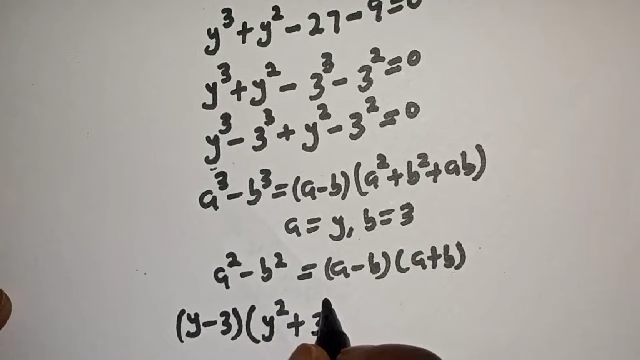 y³ + y² - 27 - 9 = 0
y³ + y² - 3³ - 3² = 0
y³ - 3³ + y² - 3² = 0
a³ - b³ = (a-b)(a² + b² + ab)
a = y, b = 3
a² - b² = (a-b)(a+b)
(y-3)(y² + 3